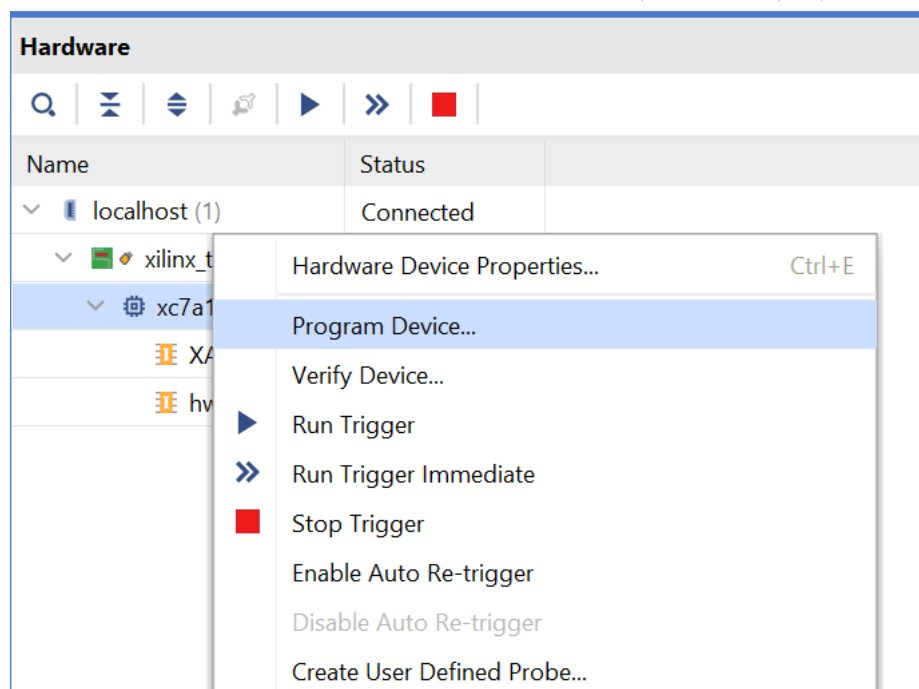 Hardware
Name Status
localhost (1) Connected
xilinx_t
Hardware Device Properties... Ctrl+E
xc7a1
Program Device...
XA
Verify Device...
hw
Run Trigger
Run Trigger Immediate
Stop Trigger
Enable Auto Re-trigger
Disable Auto Re-trigger
Create User Defined Probe...